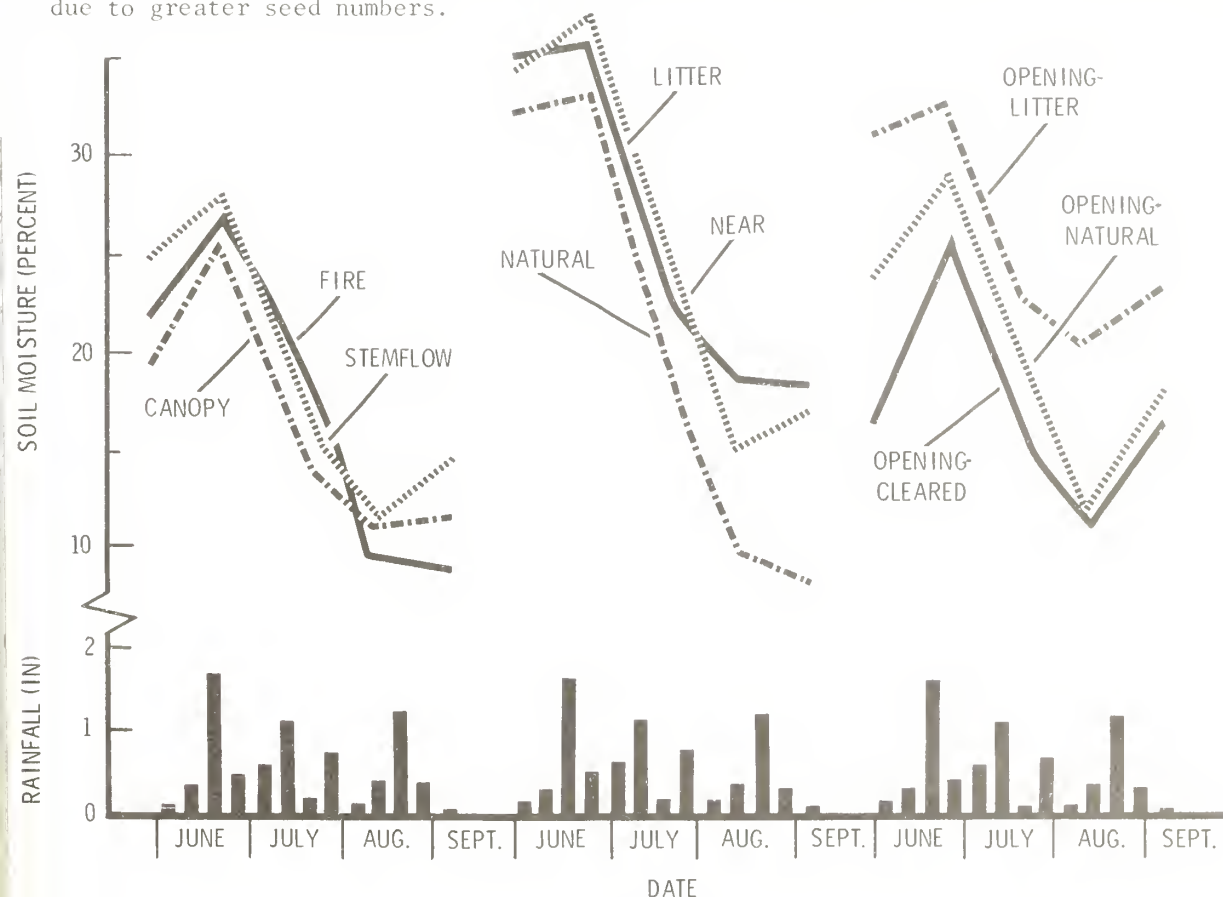 due to greater seed numbers.
SOIL MOISTURE (PERCENT)
30
20
10
FIRE
STEMFLOW
CANOPY
LITTER
NEAR
NATURAL
OPENING-
LITTER
OPENING-
NATURAL
OPENING-
CLEARED
RAINFALL (IN)
2
1
0
JUNE JULY AUG. SEPT. JUNE JULY AUG. SEPT. JUNE JULY AUG. SEPT.
DATE